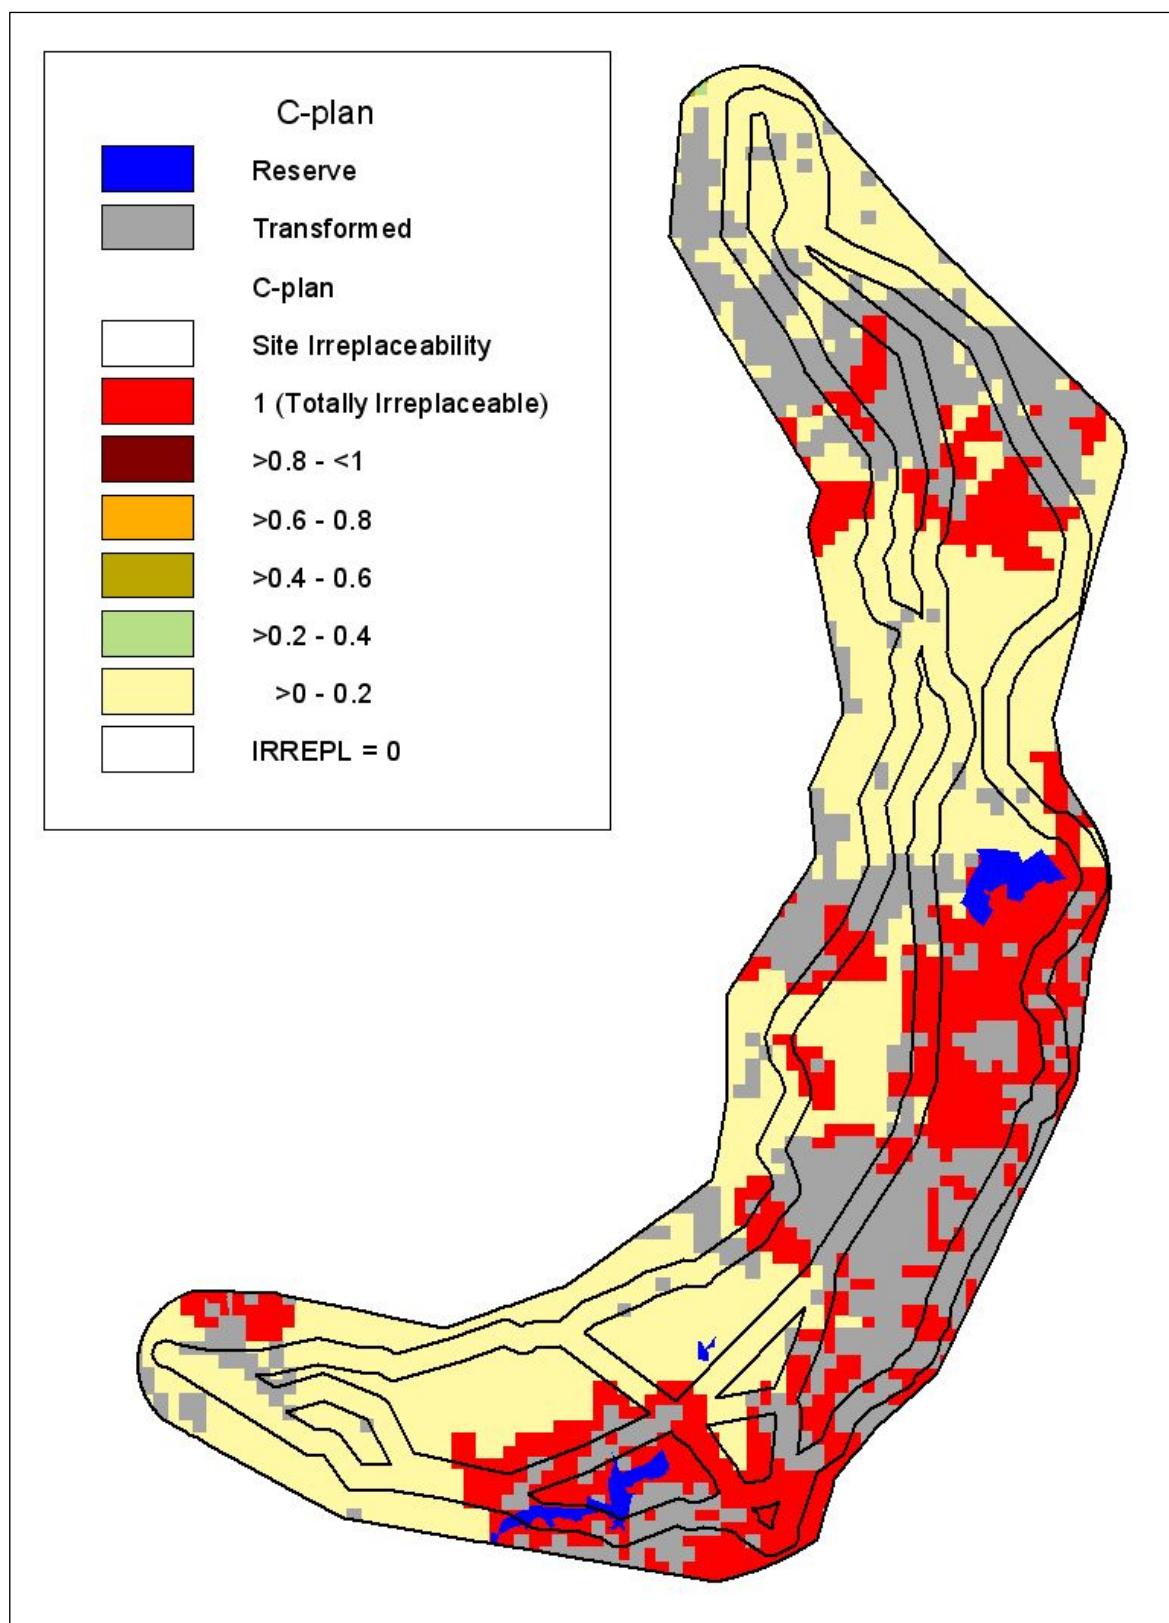 C-plan
Reserve
Transformed
C-plan
Site Irreplaceability
1 (Totally Irreplaceable)
>0.8 - <1
>0.6 - 0.8
>0.4 - 0.6
>0.2 - 0.4
>0 - 0.2
IRREPL = 0